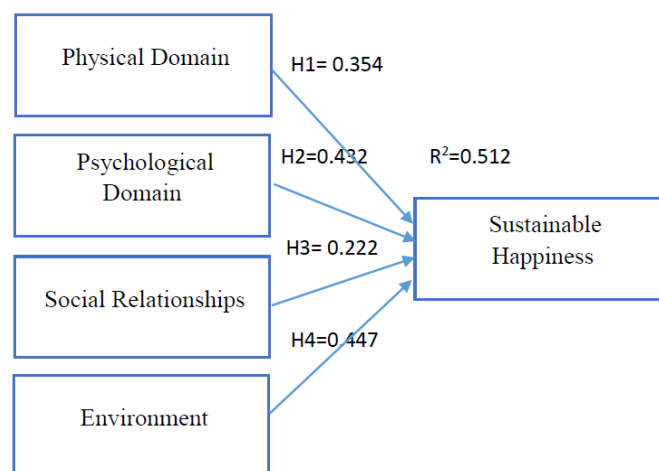 Physical Domain
H1= 0.354
Psychological
Domain
H2=0.432
R²=0.512
Sustainable
Happiness
Social Relationships
H3= 0.222
H4=0.447
Environment